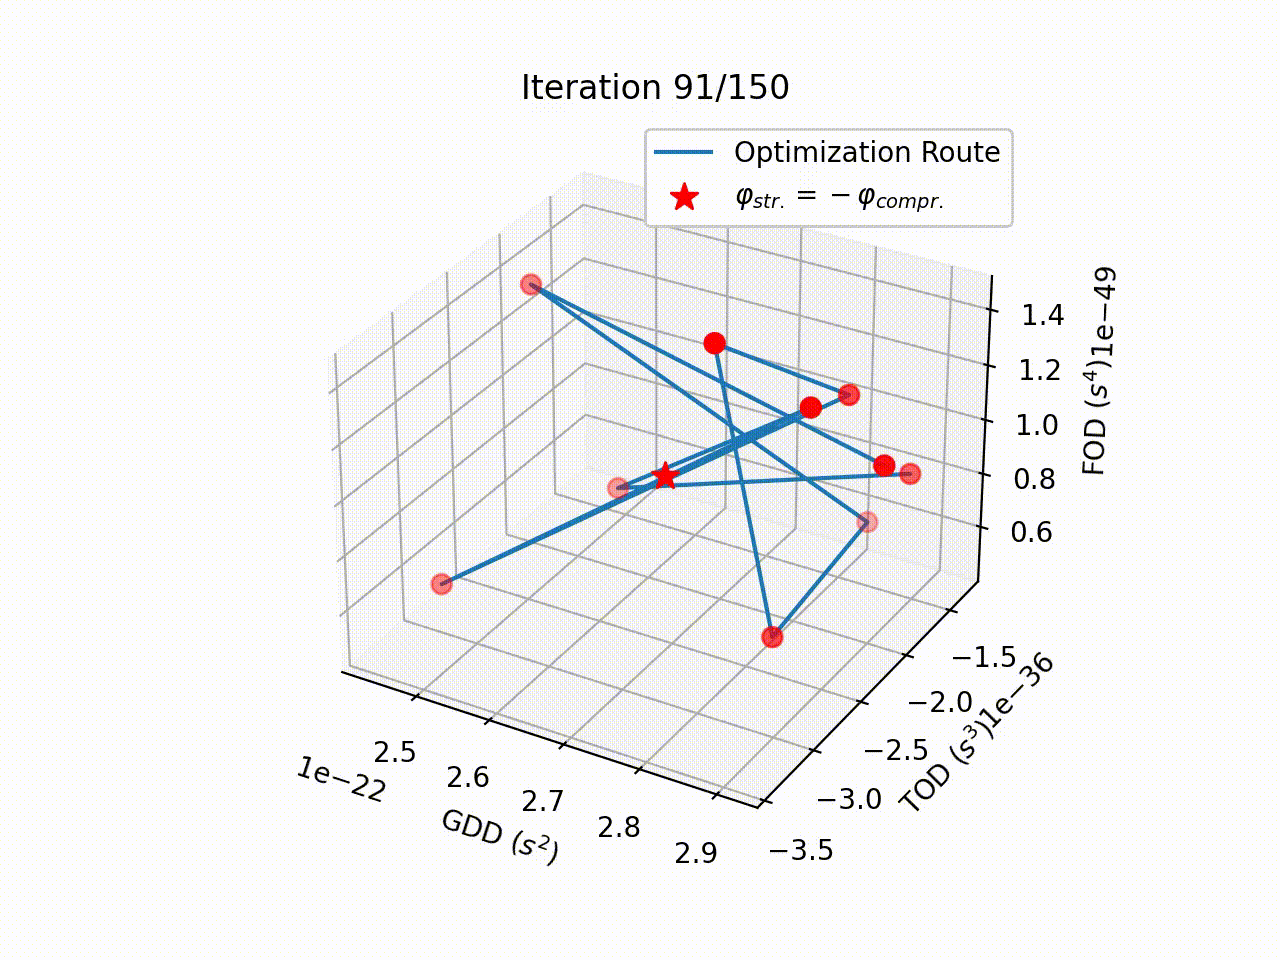 Iteration 91/150
Optimization Route
φstr. = −φcompr.
1.4
1.2
1.0
0.8
0.6
FOD (s⁴)1e−49
−1.5
−2.0
−2.5
−3.0
−3.5
TOD (s³)1e−36
2.5
2.6
2.7
2.8
2.9
1e−22
GDD (s²)